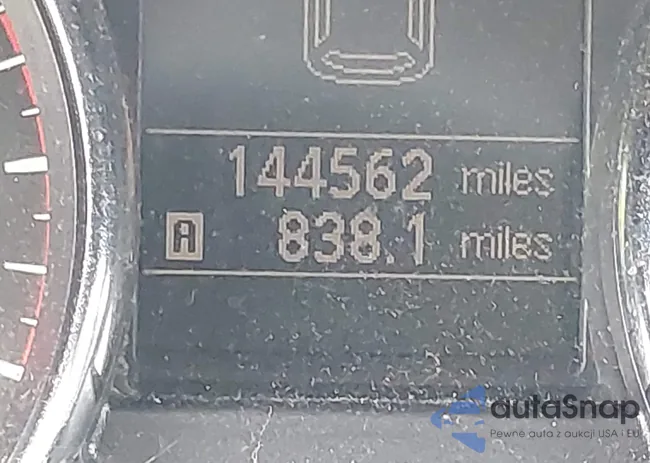 144562 miles
A 838.1 miles
autaSnap
Pewne auta z aukcji USA i EU